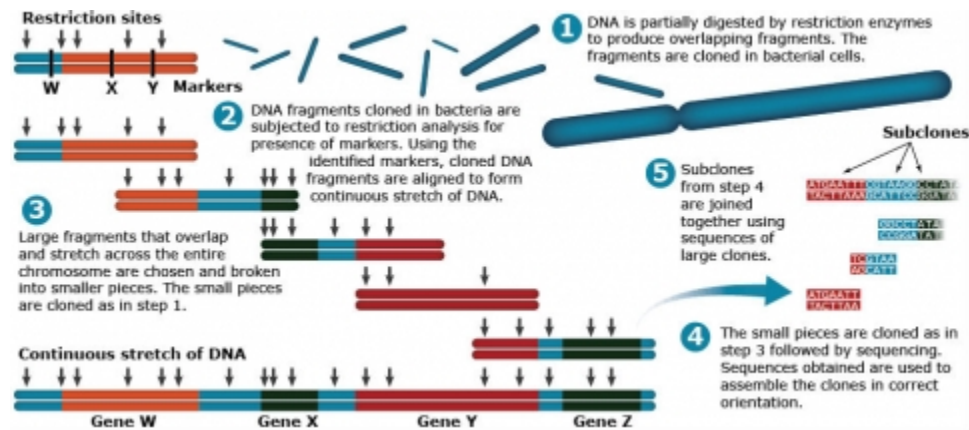 Restriction sites
W X Y Markers
1 DNA is partially digested by restriction enzymes
to produce overlapping fragments. The
fragments are cloned in bacterial cells.
2 DNA fragments cloned in bacteria are
subjected to restriction analysis for
presence of markers. Using the
identified markers, cloned DNA
fragments are aligned to form
continuous stretch of DNA.
3
Large fragments that overlap
and stretch across the entire
chromosome are chosen and broken
into smaller pieces. The small pieces
are cloned as in step 1.
Subclones
5 Subclones
from step 4
are joined
together using
sequences of
large clones.
ATGAATTTCGTAAGGCCTATA
TACTTAAAGCATTCCGGATA
GGCCTATA
CCGGATAT
TCGTAA
AGCATT
ATGAATT
TACTTAA
4 The small pieces are cloned as in
step 3 followed by sequencing.
Sequences obtained are used to
assemble the clones in correct
orientation.
Continuous stretch of DNA
Gene W Gene X Gene Y Gene Z